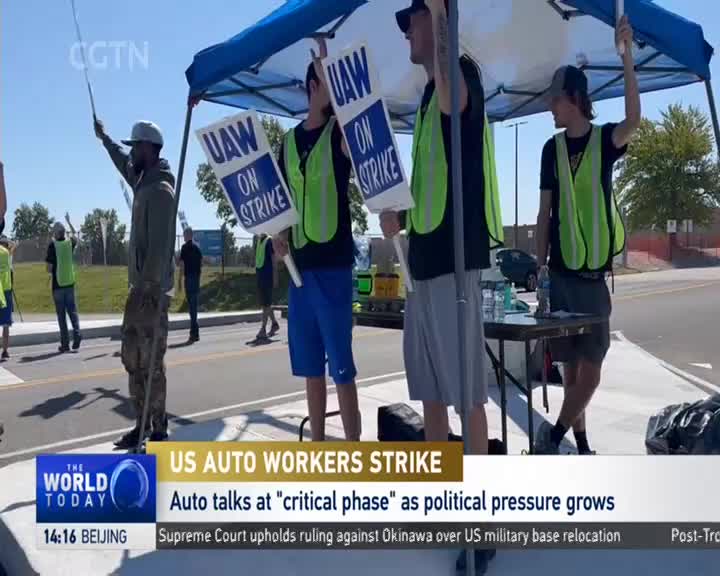 CGTN
UAW
ON
STRIKE
UAW
ON
STRIKE
US AUTO WORKERS STRIKE
THE
WORLD
TODAY
Auto talks at "critical phase" as political pressure grows
14:16 BEIJING
Supreme Court upholds ruling against Okinawa over US military base relocation
Post-Tro